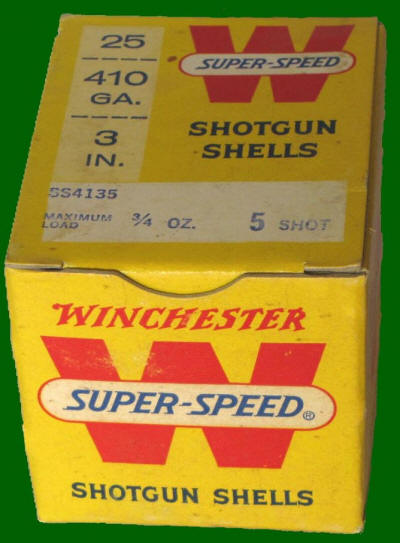 25
410
GA.
3
IN.
W
SUPER-SPEED
SHOTGUN
SHELLS
SS4135
MAXIMUM
LOAD
3/4 OZ.
5 SHOT
WINCHESTER
W
SUPER-SPEED®
SHOTGUN SHELLS